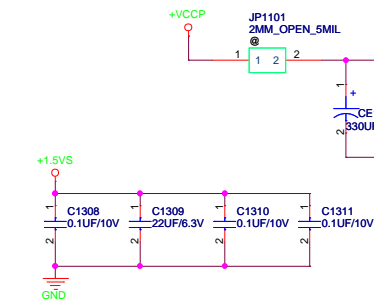 +VCCP
JP1101
2MM_OPEN_5MIL
@
1 1 2 2
1
+
CE
330U
2
+1.5VS
1 1 1 1
C1308 C1309 C1310 C1311
0.1UF/10V 22UF/6.3V 0.1UF/10V 0.1UF/10V
2 2 2 2
GND